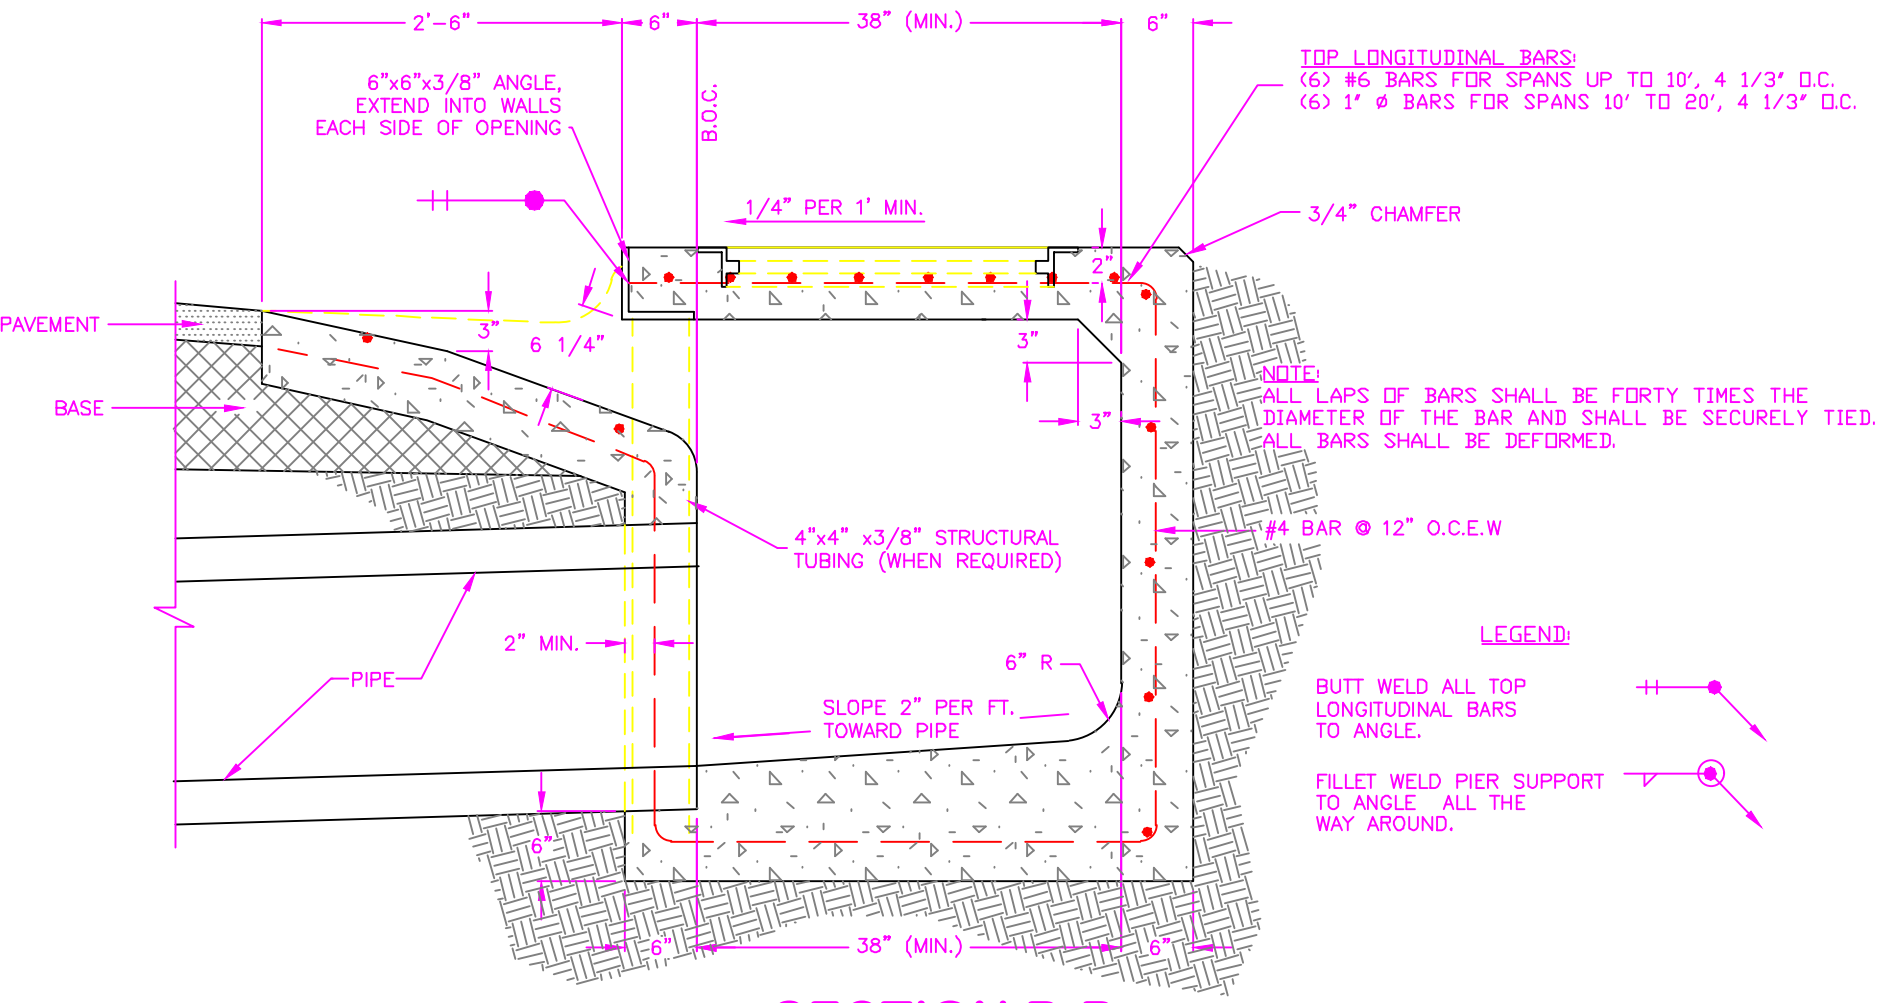 2'-6"
6"
38" (MIN.)
6"
TOP LONGITUDINAL BARS:
(6) #6 BARS FOR SPANS UP TO 10', 4 1/3" O.C.
(6) 1" Ø BARS FOR SPANS 10' TO 20', 4 1/3" O.C.
6"x6"x3/8" ANGLE,
EXTEND INTO WALLS
EACH SIDE OF OPENING
B.O.C.
1/4" PER 1' MIN.
3/4" CHAMFER
2"
PAVEMENT
3"
6 1/4"
3"
BASE
3"
NOTE:
ALL LAPS OF BARS SHALL BE FORTY TIMES THE
DIAMETER OF THE BAR AND SHALL BE SECURELY TIED.
ALL BARS SHALL BE DEFORMED.
4"x4" x3/8" STRUCTURAL
TUBING (WHEN REQUIRED)
#4 BAR @ 12" O.C.E.W
2" MIN.
6" R
LEGEND:
PIPE
SLOPE 2" PER FT.
TOWARD PIPE
BUTT WELD ALL TOP
LONGITUDINAL BARS
TO ANGLE.
FILLET WELD PIER SUPPORT
TO ANGLE ALL THE
WAY AROUND.
6"
6"
38" (MIN.)
6"